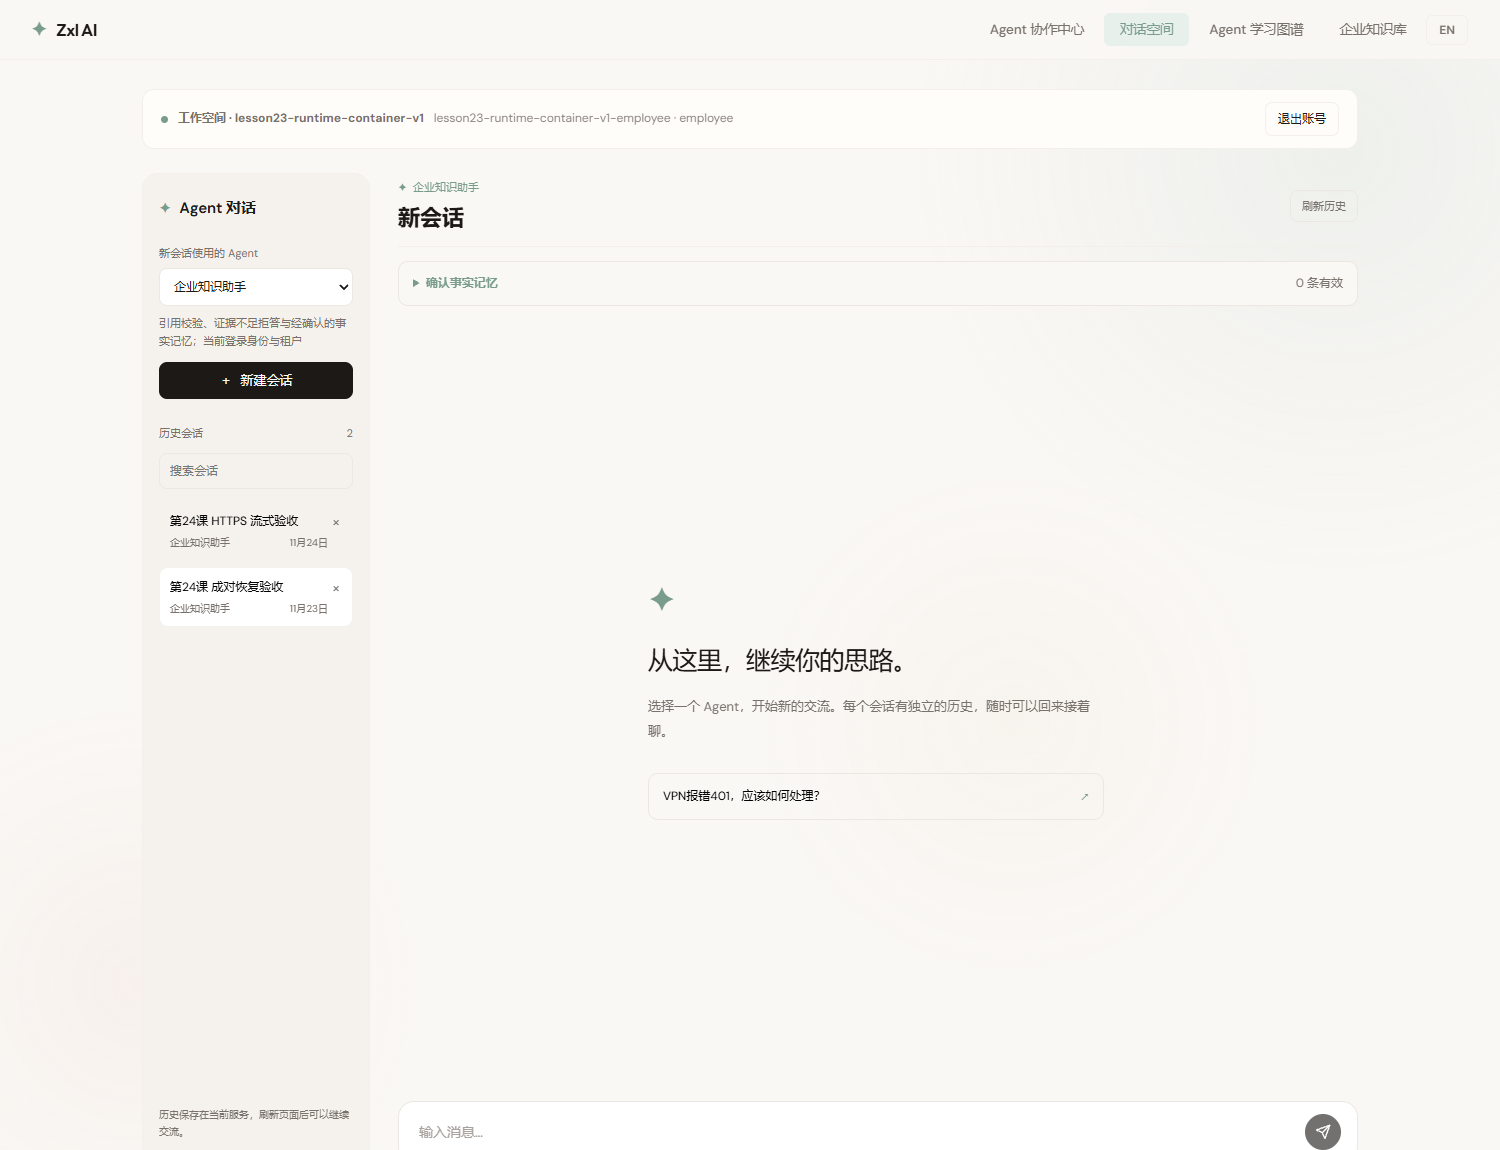 Zxl AI
Agent 协作中心
对话空间
Agent 学习图谱
企业知识库
EN
工作空间 · lesson23-runtime-container-v1 lesson23-runtime-container-v1-employee · employee
退出账号
Agent 对话
新会话使用的 Agent
企业知识助手
引用校验、证据不足拒答与经确认的事
实记忆；当前登录身份与租户
+ 新建会话
历史会话 2
搜索会话
第24课 HTTPS 流式验收 ×
企业知识助手 11月24日
第24课 成对恢复验收 ×
企业知识助手 11月23日
历史保存在当前服务，刷新页面后可以继续
交流。
企业知识助手
新会话
刷新历史
确认事实记忆 0 条有效
从这里，继续你的思路。
选择一个 Agent，开始新的交流。每个会话有独立的历史，随时可以回来接着
聊。
VPN报错401，应该如何处理？
输入消息...